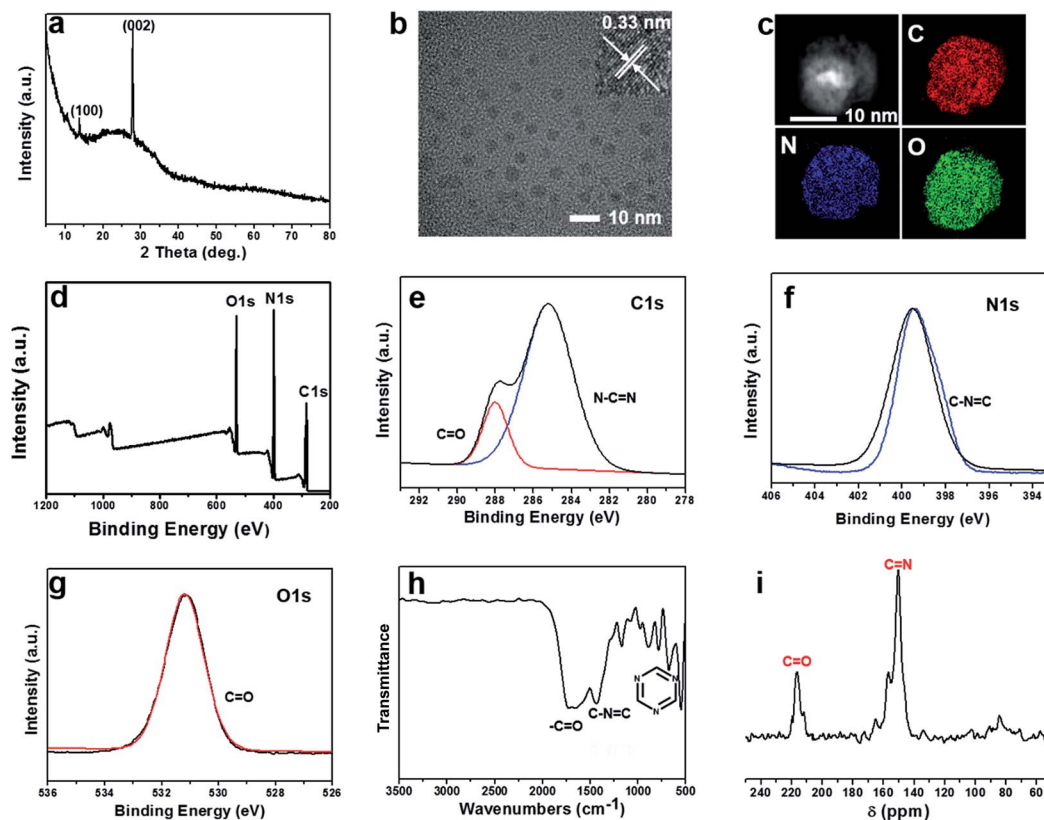 a
(002)
(100)
Intensity (a.u.)
10 20 30 40 50 60 70 80
2 Theta (deg.)
b
0.33 nm
10 nm
c
10 nm
C
N
O
d
O1s
N1s
C1s
Intensity (a.u.)
1200 1000 800 600 400 200
Binding Energy (eV)
e
C1s
N-C=N
C=O
Intensity (a.u.)
292 290 288 286 284 282 280 278
Binding Energy (eV)
f
N1s
C-N=C
Intensity (a.u.)
406 404 402 400 398 396 394
Binding Energy (eV)
g
O1s
C=O
Intensity (a.u.)
536 534 532 530 528 526
Binding Energy (eV)
h
-C=O
C-N=C
N
N
N
Transmittance
3500 3000 2500 2000 1500 1000 500
Wavenumbers (cm-1)
i
C=N
C=O
Intensity (a.u.)
240 220 200 180 160 140 120 100 80 60
δ (ppm)